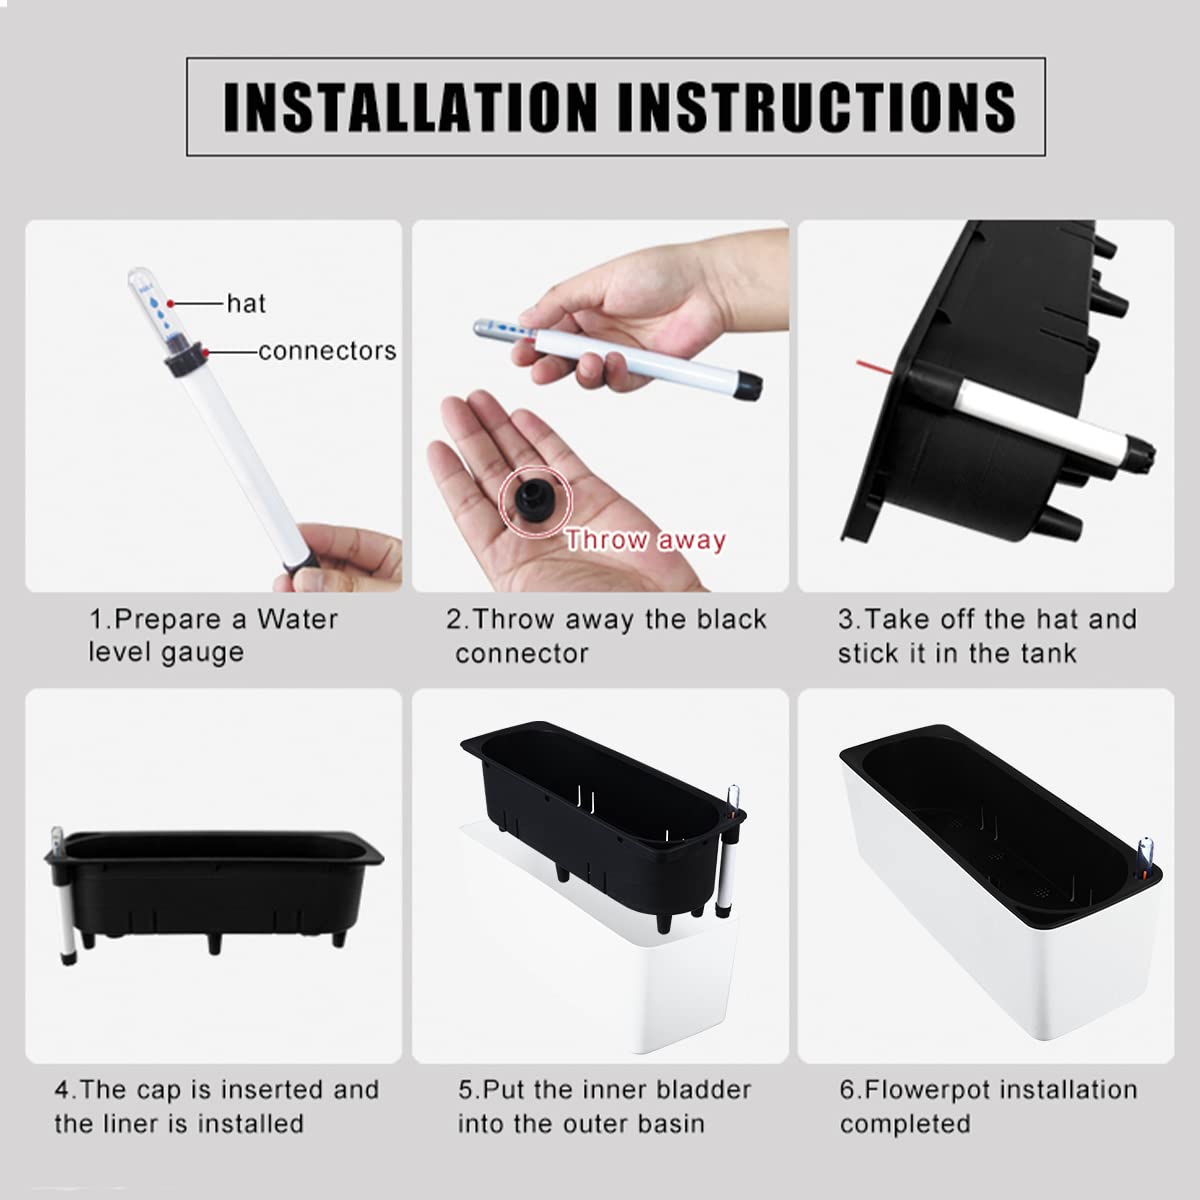 INSTALLATION INSTRUCTIONS
hat
connectors
Throw away
1.Prepare a Water
level gauge
2.Throw away the black
connector
3.Take off the hat and
stick it in the tank
4.The cap is inserted and
the liner is installed
5.Put the inner bladder
into the outer basin
6.Flowerpot installation
completed